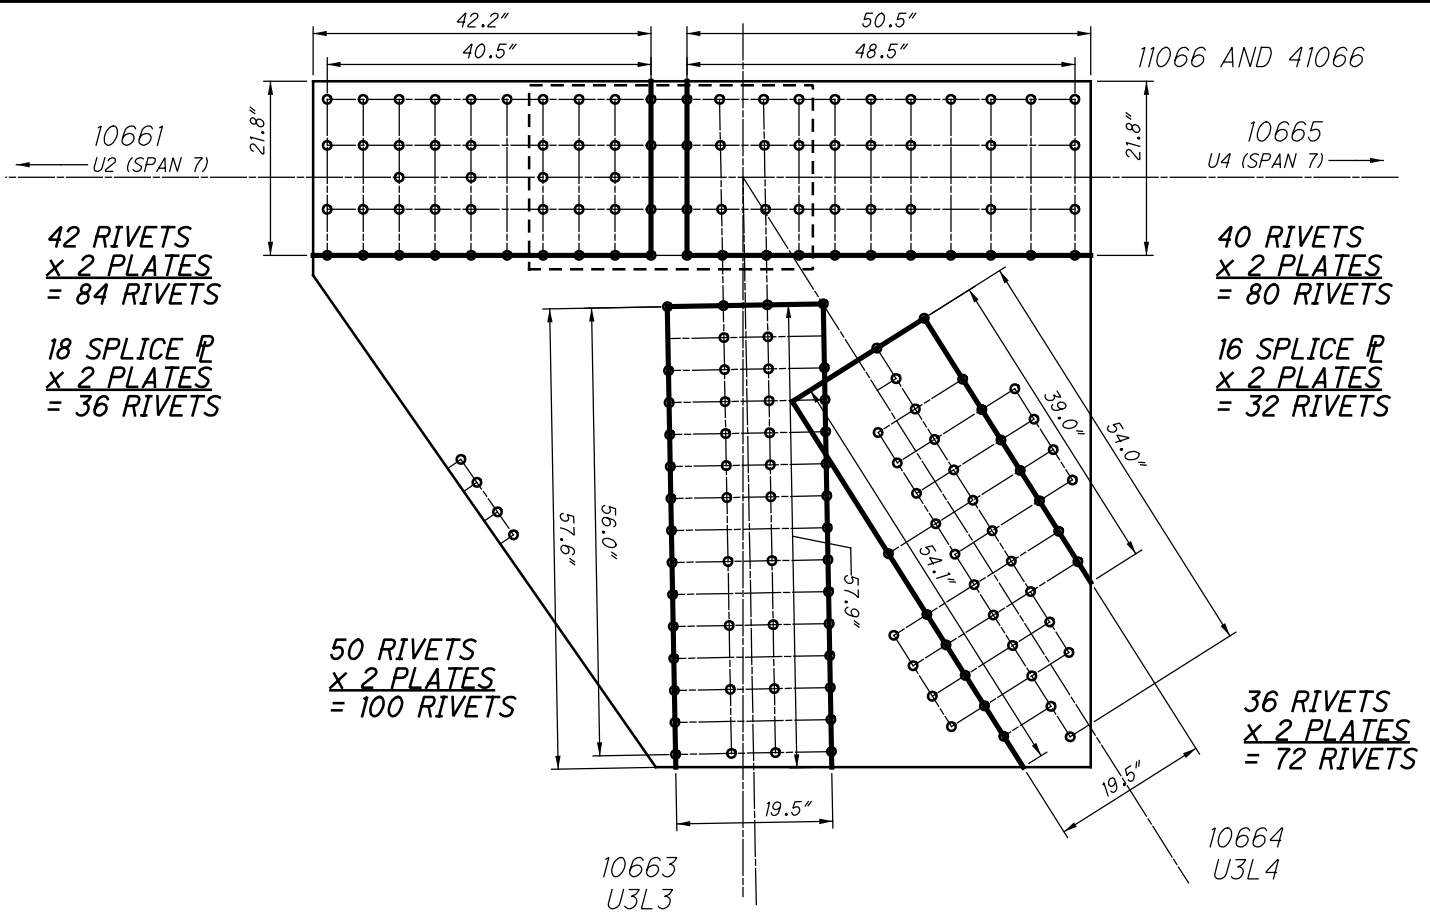 42.2"
50.5"
40.5"
48.5"
11066 AND 41066
21.8"
21.8"
10661
U2 (SPAN 7)
10665
U4 (SPAN 7)
42 RIVETS
x 2 PLATES
= 84 RIVETS
40 RIVETS
x 2 PLATES
= 80 RIVETS
18 SPLICE ⅊
x 2 PLATES
= 36 RIVETS
16 SPLICE ⅊
x 2 PLATES
= 32 RIVETS
39.0"
54.0"
57.6"
56.0"
54.1"
57.9"
50 RIVETS
x 2 PLATES
= 100 RIVETS
36 RIVETS
x 2 PLATES
= 72 RIVETS
19.5"
19.5"
10663
U3L3
10664
U3L4